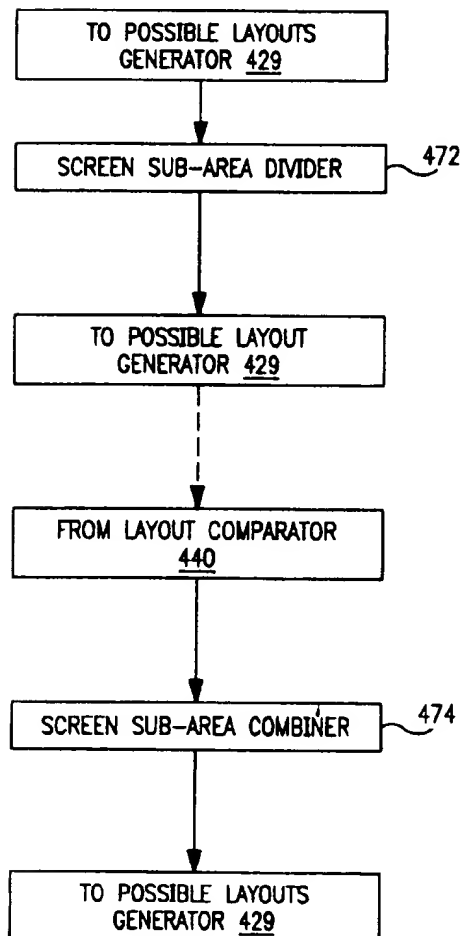 TO POSSIBLE LAYOUTS
GENERATOR 429
SCREEN SUB-AREA DIVIDER
472
TO POSSIBLE LAYOUT
GENERATOR 429
FROM LAYOUT COMPARATOR
440
SCREEN SUB-AREA COMBINER
474
TO POSSIBLE LAYOUTS
GENERATOR 429